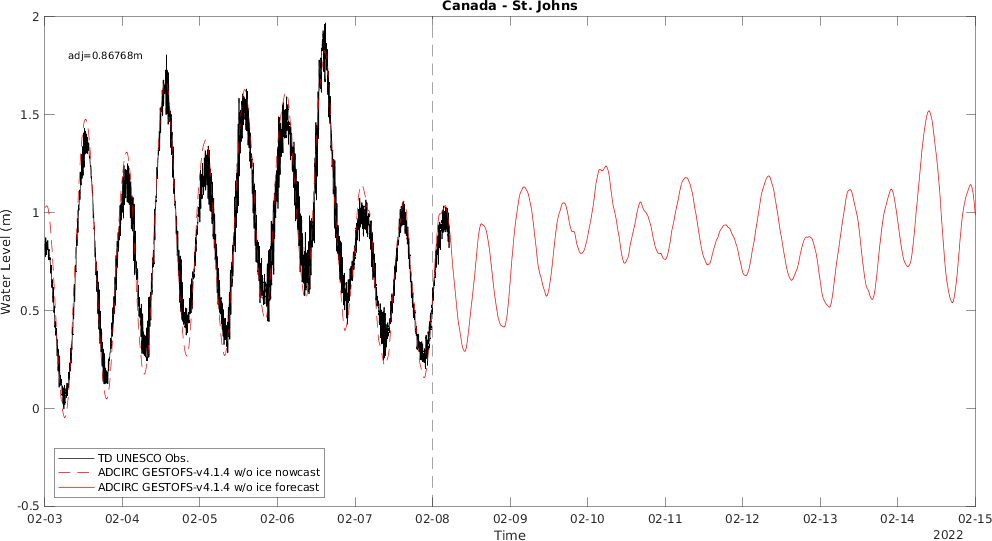 Canada - St. Johns
adj=0.86768m
Water Level (m)
2
1.5
1
0.5
0
-0.5
TD UNESCO Obs.
ADCIRC GESTOFS-v4.1.4 w/o ice nowcast
ADCIRC GESTOFS-v4.1.4 w/o ice forecast
02-03 02-04 02-05 02-06 02-07 02-08 02-09 02-10 02-11 02-12 02-13 02-14 02-15
Time
2022